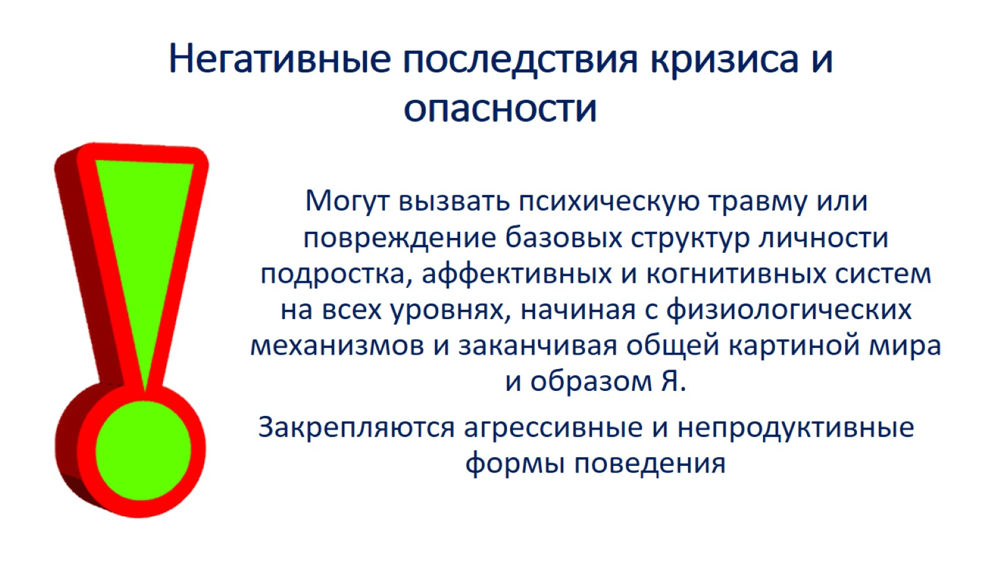 Негативные последствия кризиса и
опасности
Могут вызвать психическую травму или
повреждение базовых структур личности
подростка, аффективных и когнитивных систем
на всех уровнях, начиная с физиологических
механизмов и заканчивая общей картиной мира
и образом Я.
Закрепляются агрессивные и непродуктивные
формы поведения